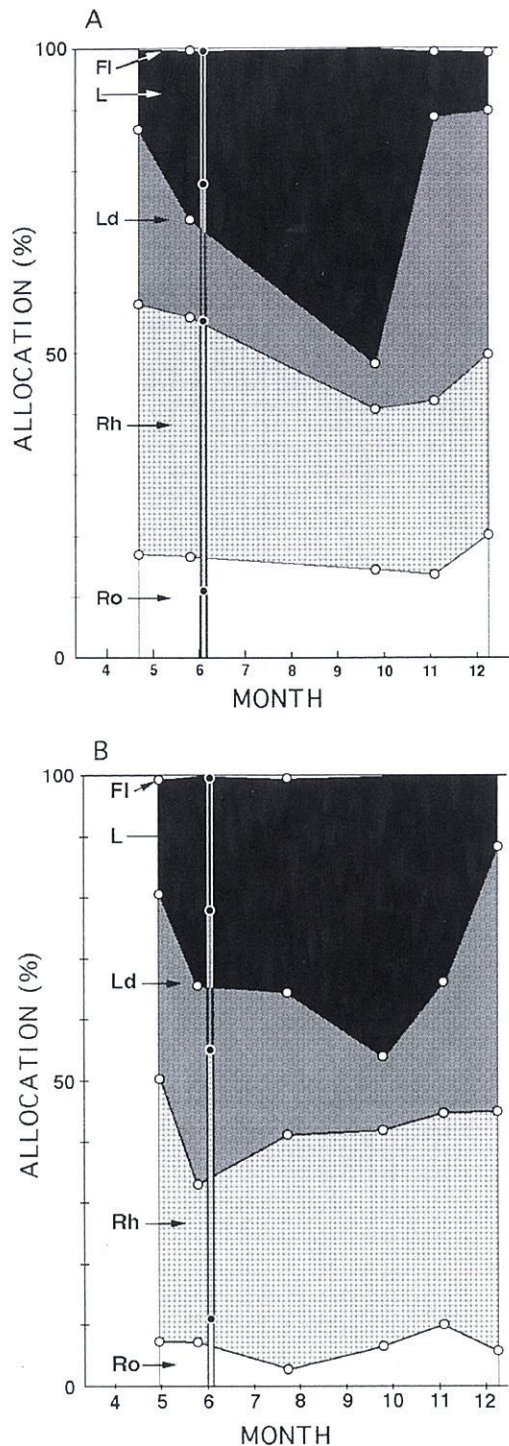 A
100
Fl
L
Ld
50
Rh
Ro
0
4 5 6 7 8 9 10 11 12
MONTH
ALLOCATION (%)
B
100
Fl
L
Ld
50
Rh
Ro
0
4 5 6 7 8 9 10 11 12
MONTH
ALLOCATION (%)